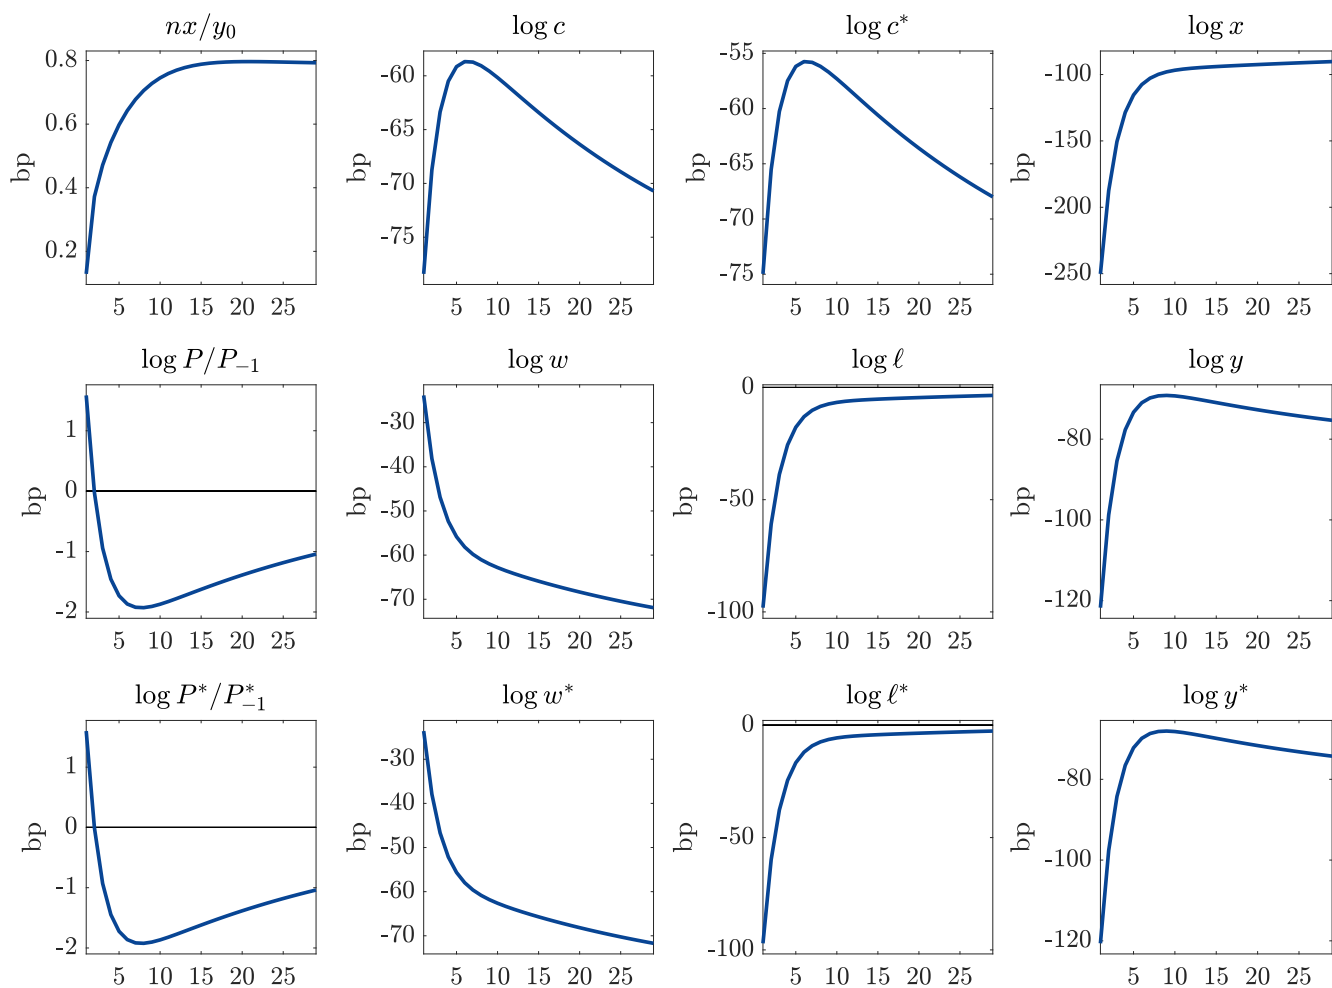 nx/y₀ log c log c* log x
bp 0.8 0.6 0.4 0.2 5 10 15 20 25
-60 -65 -70 -75 5 10 15 20 25
bp -55 -60 -65 -70 -75 5 10 15 20 25
bp -100 -150 -200 -250 5 10 15 20 25
log P/P₋₁ log w log ℓ log y
bp 1 0 -1 -2 5 10 15 20 25
-30 -40 -50 -60 -70 5 10 15 20 25
bp 0 -50 -100 5 10 15 20 25
bp -80 -100 -120 5 10 15 20 25
log P*/P*₋₁ log w* log ℓ* log y*
bp 1 0 -1 -2 5 10 15 20 25
-30 -40 -50 -60 -70 5 10 15 20 25
bp 0 -50 -100 5 10 15 20 25
bp -80 -100 -120 5 10 15 20 25